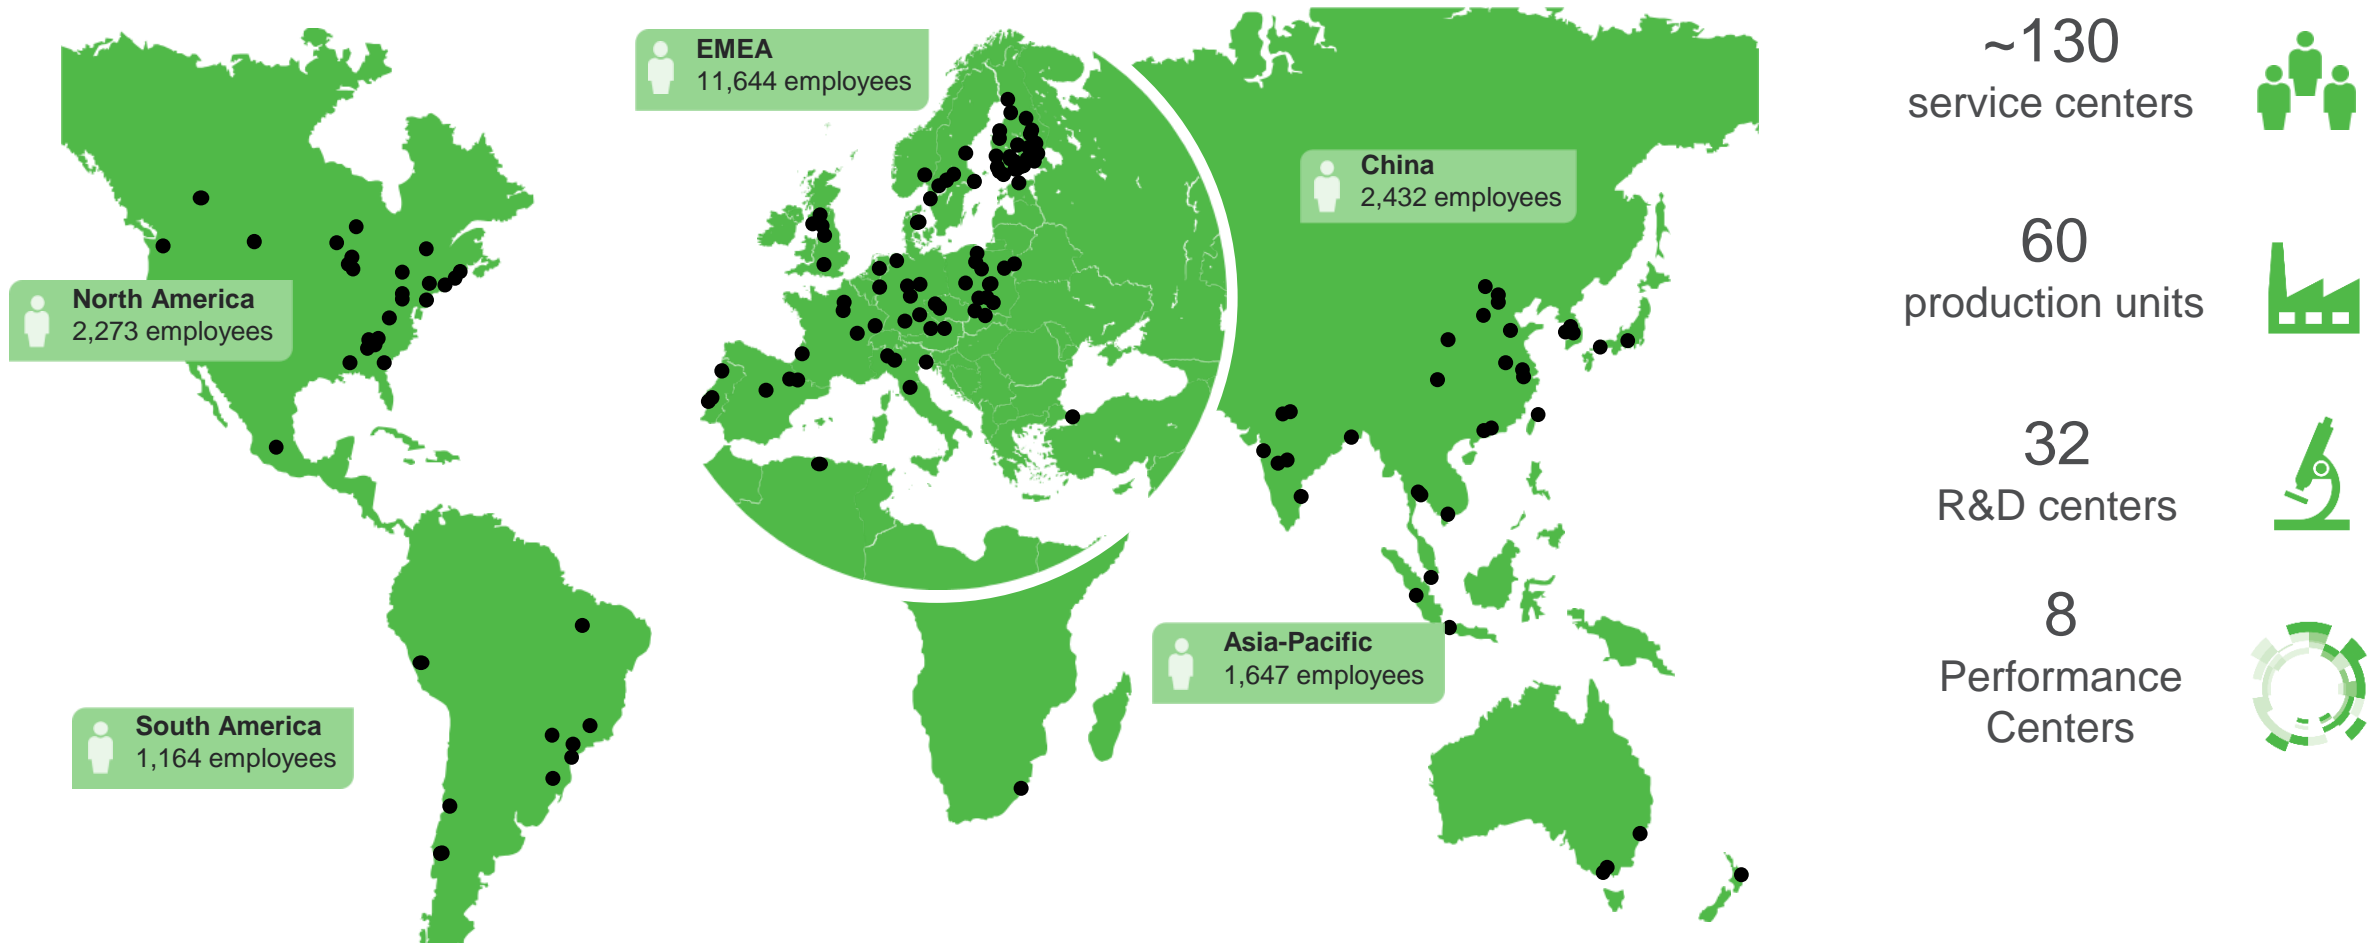 EMEA
11,644 employees
China
2,432 employees
North America
2,273 employees
Asia-Pacific
1,647 employees
South America
1,164 employees
~130
service centers
60
production units
32
R&D centers
8
Performance
Centers